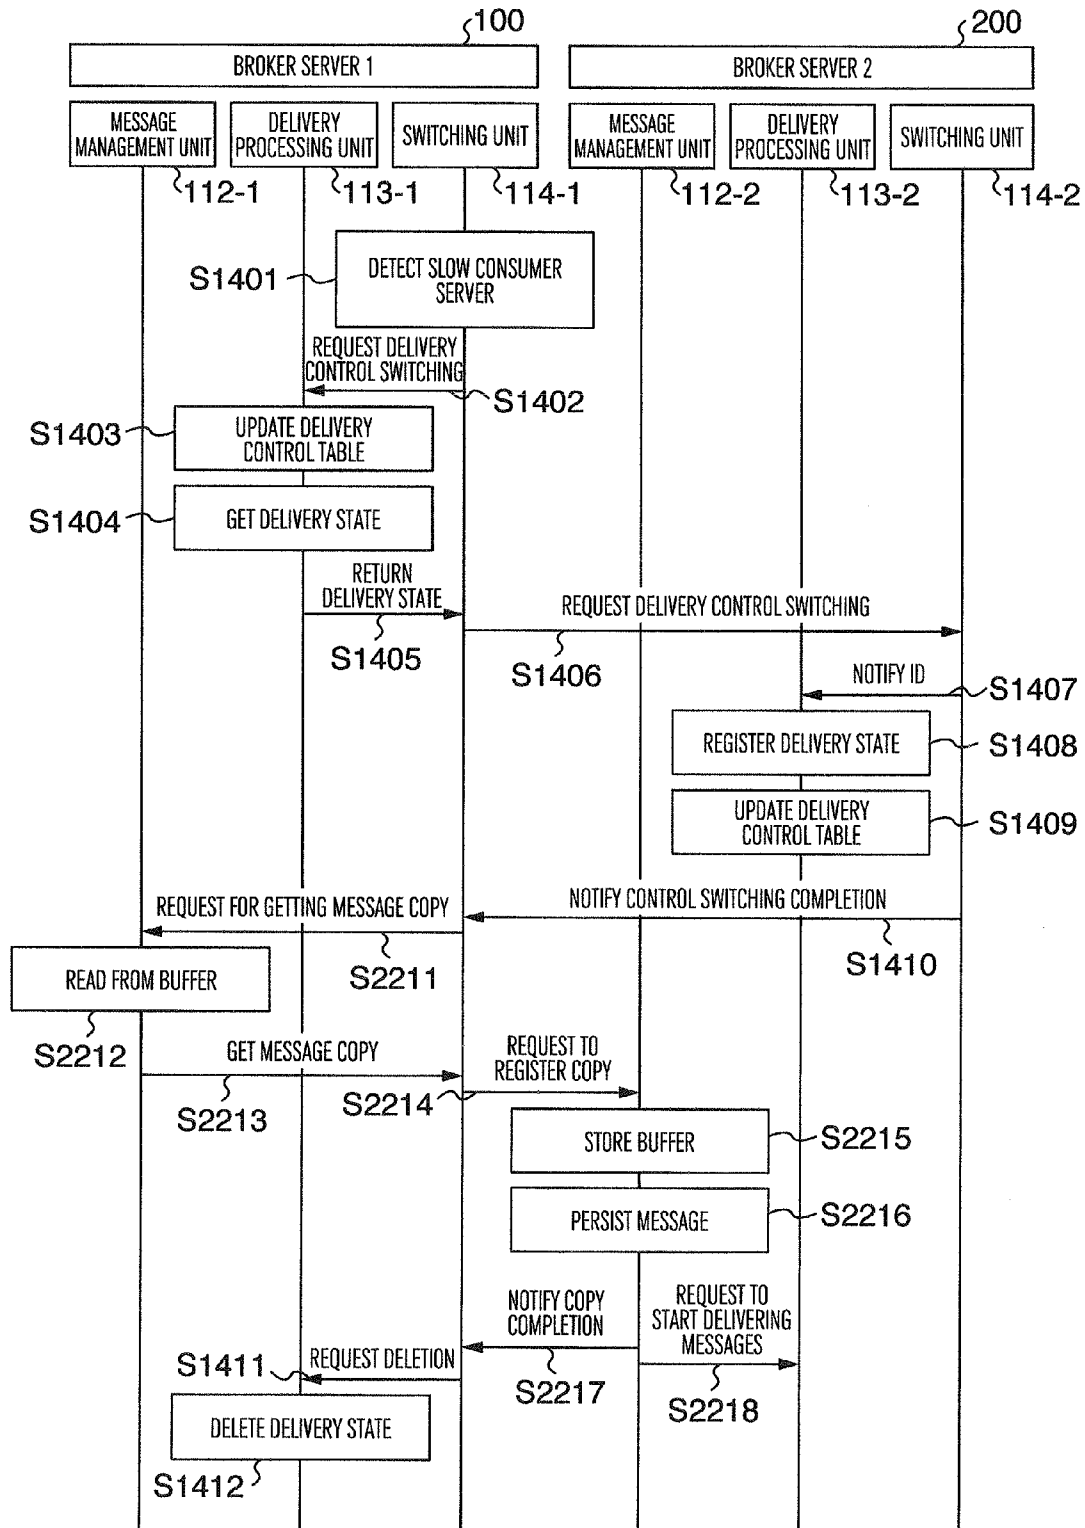 100
200
BROKER SERVER 1
BROKER SERVER 2
MESSAGE
MANAGEMENT UNIT
DELIVERY
PROCESSING UNIT
SWITCHING UNIT
MESSAGE
MANAGEMENT UNIT
DELIVERY
PROCESSING UNIT
SWITCHING UNIT
112-1
113-1
114-1
112-2
113-2
114-2
S1401
DETECT SLOW CONSUMER
SERVER
REQUEST DELIVERY
CONTROL SWITCHING
S1402
S1403
UPDATE DELIVERY
CONTROL TABLE
S1404
GET DELIVERY STATE
RETURN
DELIVERY STATE
S1405
REQUEST DELIVERY CONTROL SWITCHING
S1406
NOTIFY ID
S1407
REGISTER DELIVERY STATE
S1408
UPDATE DELIVERY
CONTROL TABLE
S1409
NOTIFY CONTROL SWITCHING COMPLETION
S1410
REQUEST FOR GETTING MESSAGE COPY
S2211
READ FROM BUFFER
S2212
GET MESSAGE COPY
S2213
REQUEST TO
REGISTER COPY
S2214
STORE BUFFER
S2215
PERSIST MESSAGE
S2216
NOTIFY COPY
COMPLETION
S2217
REQUEST TO
START DELIVERING
MESSAGES
S2218
S1411
REQUEST DELETION
DELETE DELIVERY STATE
S1412